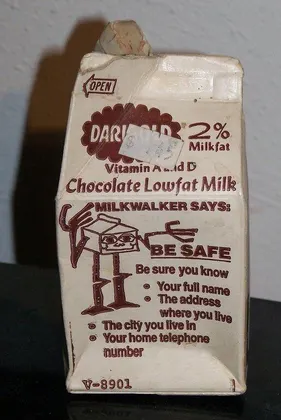 OPEN
DARIGOLD
2%
Milkfat
Vitamin A and D
Chocolate Lowfat Milk
MILKWALKER SAYS:
BE SAFE
Be sure you know
• Your full name
• The address
where you live
• The city you live in
• Your home telephone
number
V-8901